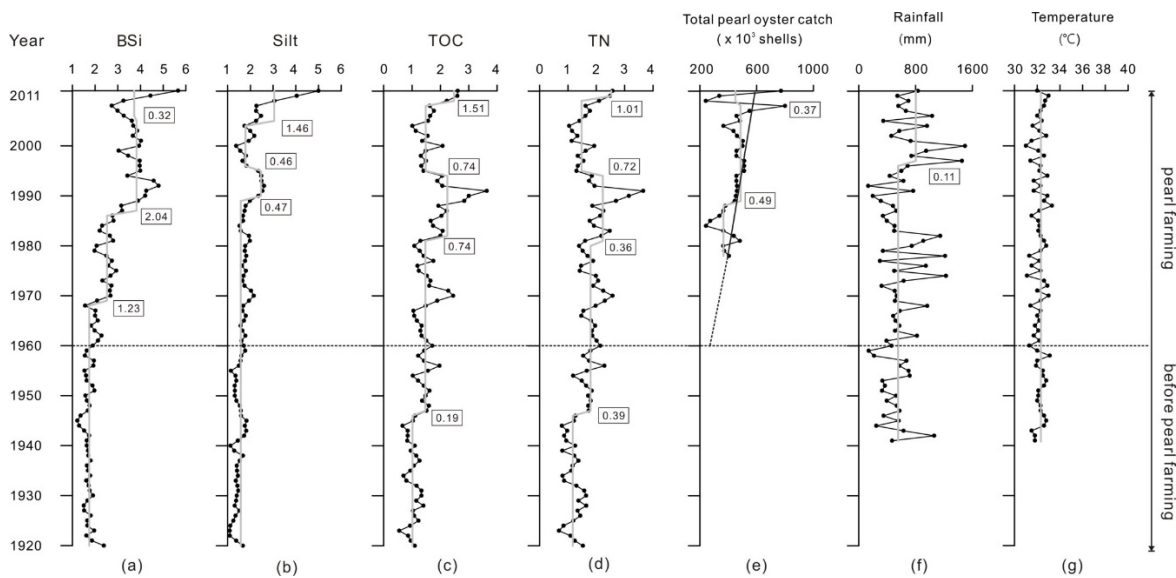 Year
BSi
Silt
TOC
TN
Total pearl oyster catch
( x 10³ shells)
Rainfall
(mm)
Temperature
(℃)
1 2 3 4 5 6
1 2 3 4 5 6
0 1 2 3 4
0 1 2 3 4
200 600 1000
0 800 1600
30 32 34 36 38 40
2011
2000
1990
1980
1970
1960
1950
1940
1930
1920
0.32
2.04
1.23
1.46
0.46
0.47
1.51
0.74
0.74
0.19
1.01
0.72
0.36
0.39
0.37
0.49
0.11
pearl farming
before pearl farming
(a) (b) (c) (d) (e) (f) (g)